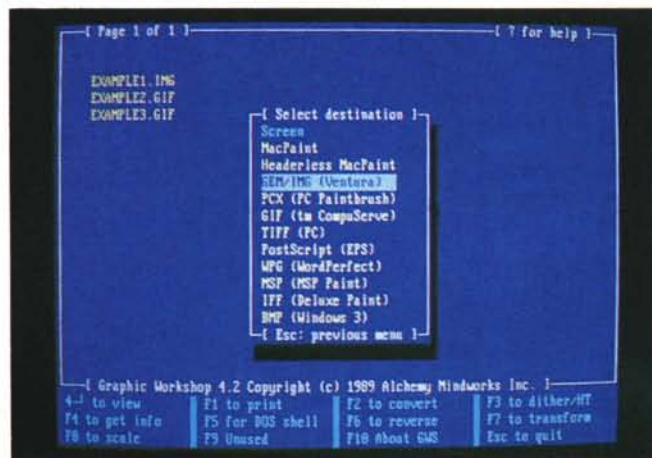 [ Page 1 of 1 ]
[ ? for help ]
EXAMPLE1.IMG
EXAMPLE2.GIF
EXAMPLE3.GIF
[ Select destination ]
Screen
MacPaint
Headerless MacPaint
GEM/IMG (Ventura)
PCX (PC Paintbrush)
GIF (tm CompuServe)
TIFF (PC)
PostScript (EPS)
WPG (WordPerfect)
MSP (MSP Paint)
IFF (Deluxe Paint)
BMP (Windows 3)
[ Esc: previous menu ]
[ Graphic Workshop 4.2 Copyright (c) 1989 Alchemy Mindworks Inc. ]
4─┘ to view F1 to print F2 to convert F3 to dither/HT
F4 to get info F5 for DOS shell F6 to reverse F7 to transform
F8 to scale F9 Unused F10 About GWS Esc to quit